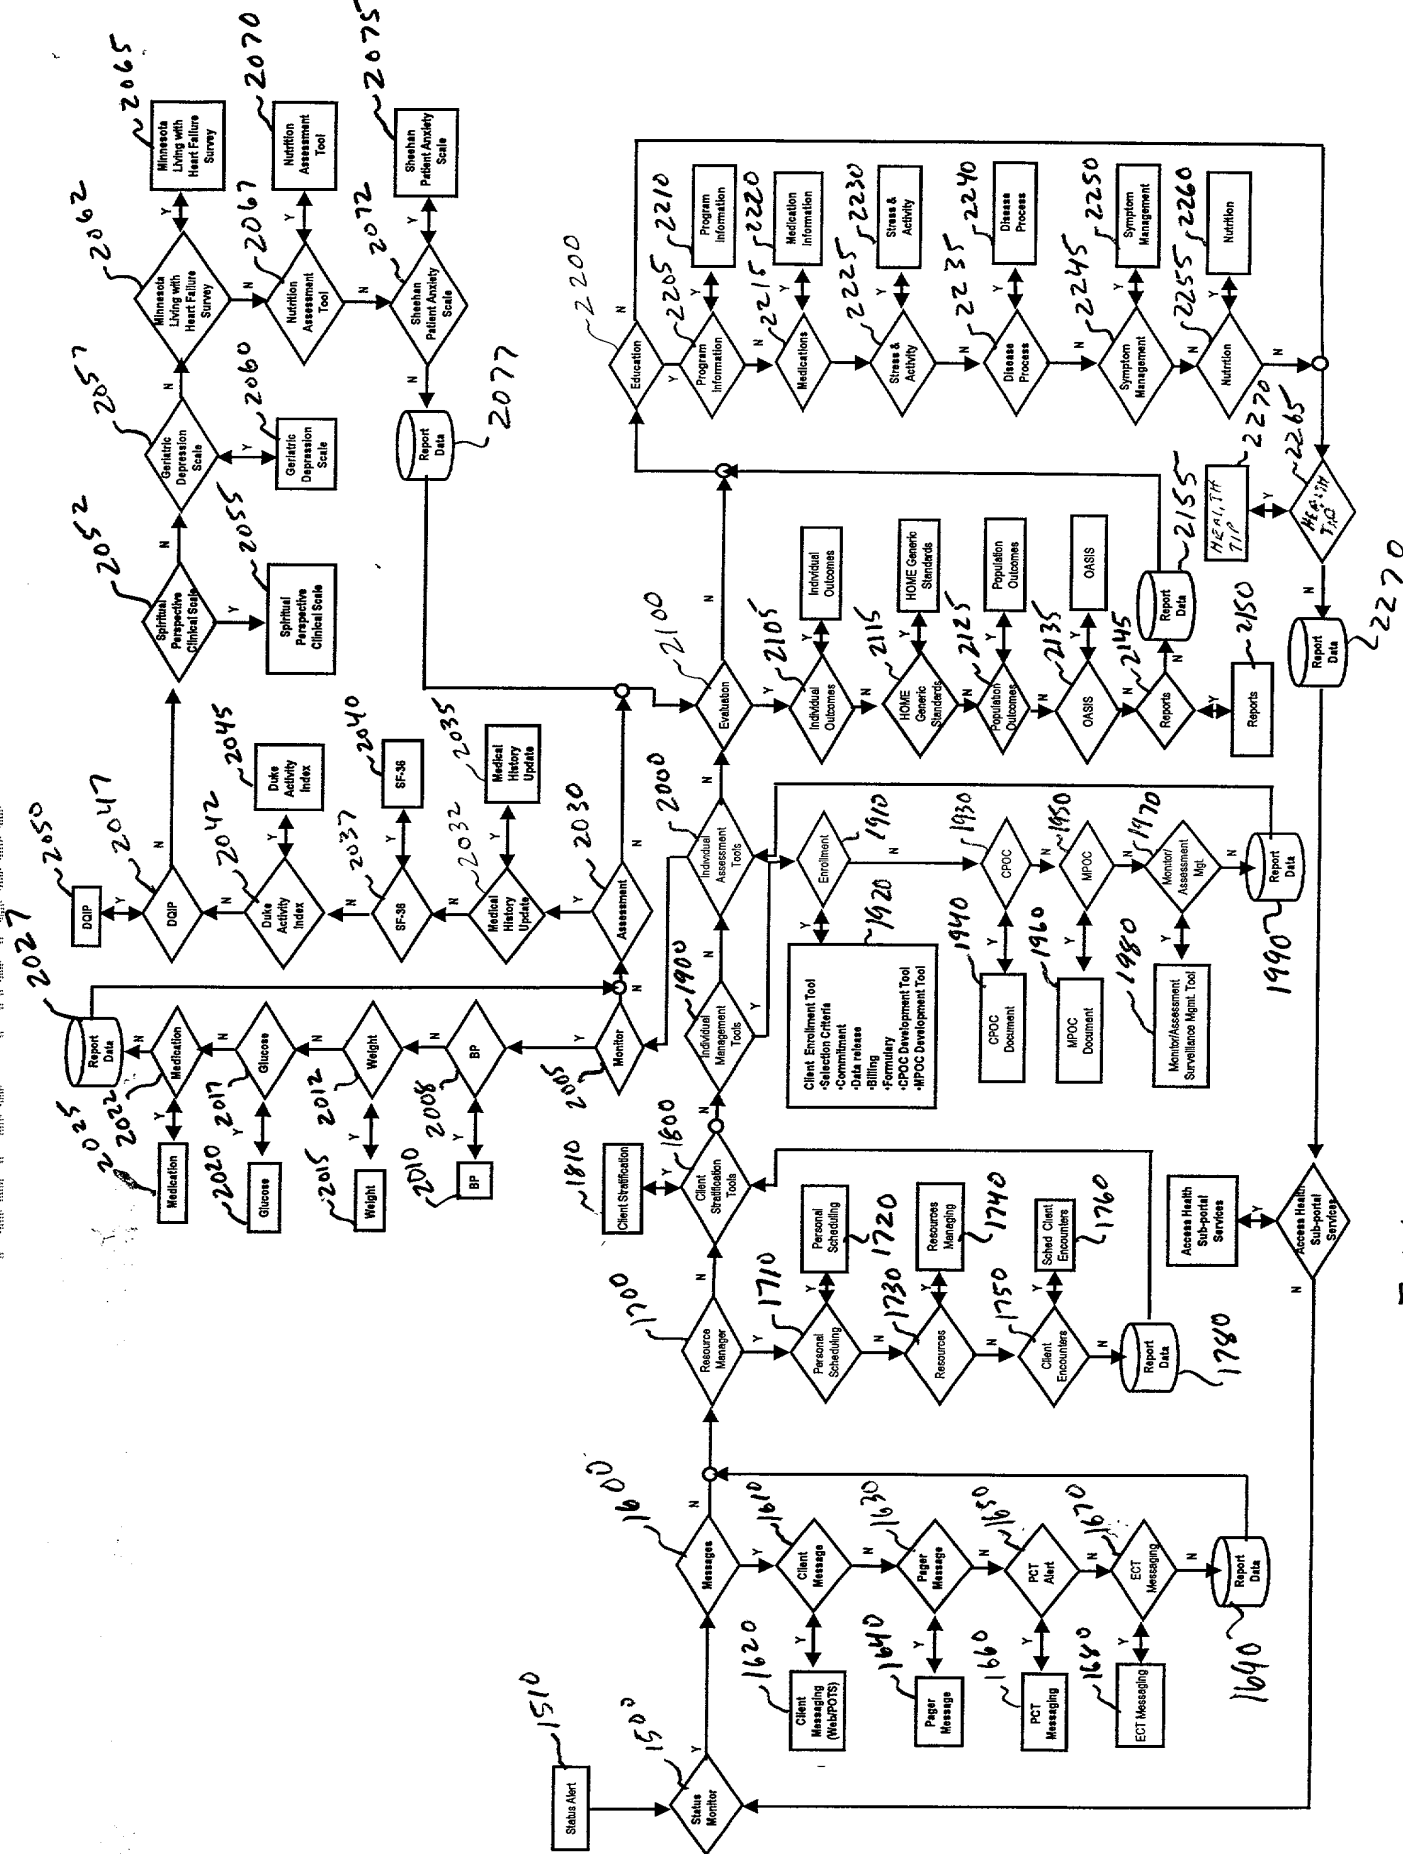 1510
Status Alert
1500
Status
Monitor
Y
1600
Messages
N
Y
1610
Client
Message
Y
1620
Client
Messaging
(Web/POTS)
N
1630
Pager
Message
Y
1640
Pager
Message
N
1650
PCT
Alert
Y
1660
PCT
Messaging
N
1670
ECT
Messaging
Y
1680
ECT Messaging
N
1690
Report
Data
1700
Resource
Manager
N
Y
1710
Personal
Scheduling
Y
Personal
Scheduling
1720
N
1730
Resources
Y
Resources
Managing
1740
N
1750
Client
Encounters
Y
Sched Client
Encounters
1760
N
Report
Data
1780
1800
Client
Stratification
Tools
Y
1810
Client Stratification
N
1900
Individual
Management
Tools
N
Y
1910
Enrollment
Y
1920
Client Enrollment Tool
•Selection Criteria
•Commitment
•Data release
•Billing
•Formulary
•CPOC Development Tool
•MPOC Development Tool
N
1930
CPOC
Y
1940
CPOC
Document
N
1950
MPOC
Y
1960
MPOC
Document
N
1970
Monitor/
Assessment
Mgt.
Y
1980
Monitor/Assessment
Surveillance Mgmt. Tool
N
1990
Report
Data
2000
Individual
Assessment
Tools
N
Y
2005
Monitor
N
Y
2008
BP
Y
2010
BP
N
2012
Weight
Y
2015
Weight
N
2017
Glucose
Y
2020
Glucose
N
2022
Medication
Y
2025
Medication
N
2027
Report
Data
2030
Assessment
N
Y
2032
Medical
History
Update
Y
2035
Medical
History
Update
N
2037
SF-36
Y
2040
SF-36
N
2042
Duke
Activity
Index
Y
2045
Duke
Activity
Index
N
2047
DQIP
Y
2050
DQIP
N
2052
Spiritual
Perspective
Clinical Scale
Y
2055
Spiritual
Perspective
Clinical Scale
N
2057
Geriatric
Depression
Scale
Y
2060
Geriatric
Depression
Scale
N
2062
Minnesota
Living with
Heart Failure
Survey
Y
2065
Minnesota
Living with
Heart Failure
Survey
N
2067
Nutrition
Assessment
Tool
Y
2070
Nutrition
Assessment
Tool
N
2072
Sheehan
Patient Anxiety
Scale
Y
2075
Sheehan
Patient Anxiety
Scale
N
2077
Report
Data
2100
Evaluation
N
Y
2105
Individual
Outcomes
Y
Individual
Outcomes
N
2115
HOME
Generic
Standards
Y
HOME Generic
Standards
N
2125
Population
Outcomes
Y
Population
Outcomes
N
2135
OASIS
Y
OASIS
N
2145
Reports
Y
2150
Reports
N
2155
Report
Data
2200
Education
N
Y
2205
Program
Information
Y
2210
Program
Information
N
2215
Medications
Y
2220
Medication
Information
2225
Stress &
Activity
Y
2230
Stress &
Activity
N
2235
Disease
Process
Y
2240
Disease
Process
N
2245
Symptom
Management
Y
2250
Symptom
Management
N
2255
Nutrition
Y
2260
Nutrition
N
2265
HEALTH
Y
2270
HEALTH
TIP
N
2270
Report
Data
Access Health
Sub-portal
Services
Y
Access Health
Sub-portal
Services
N